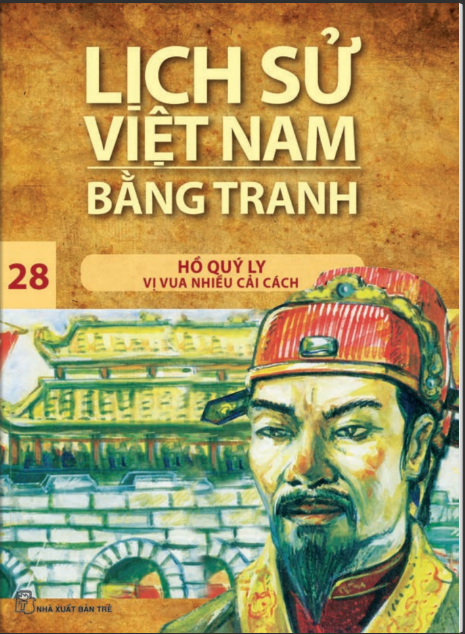 LỊCH SỬ
VIỆT NAM
BẰNG TRANH
28
HỒ QUÝ LY
VỊ VUA NHIỀU CẢI CÁCH
NHÀ XUẤT BẢN TRẺ